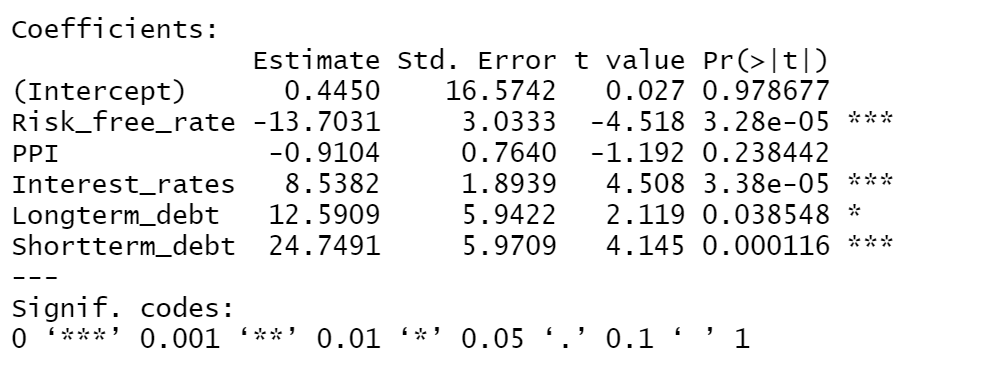 Coefficients:
Estimate Std. Error t value Pr(>|t|)
(Intercept) 0.4450 16.5742 0.027 0.978677
Risk_free_rate -13.7031 3.0333 -4.518 3.28e-05 ***
PPI -0.9104 0.7640 -1.192 0.238442
Interest_rates 8.5382 1.8939 4.508 3.38e-05 ***
Longterm_debt 12.5909 5.9422 2.119 0.038548 *
Shortterm_debt 24.7491 5.9709 4.145 0.000116 ***
---
Signif. codes:
0 ‘***’ 0.001 ‘**’ 0.01 ‘*’ 0.05 ‘.’ 0.1 ‘ ’ 1